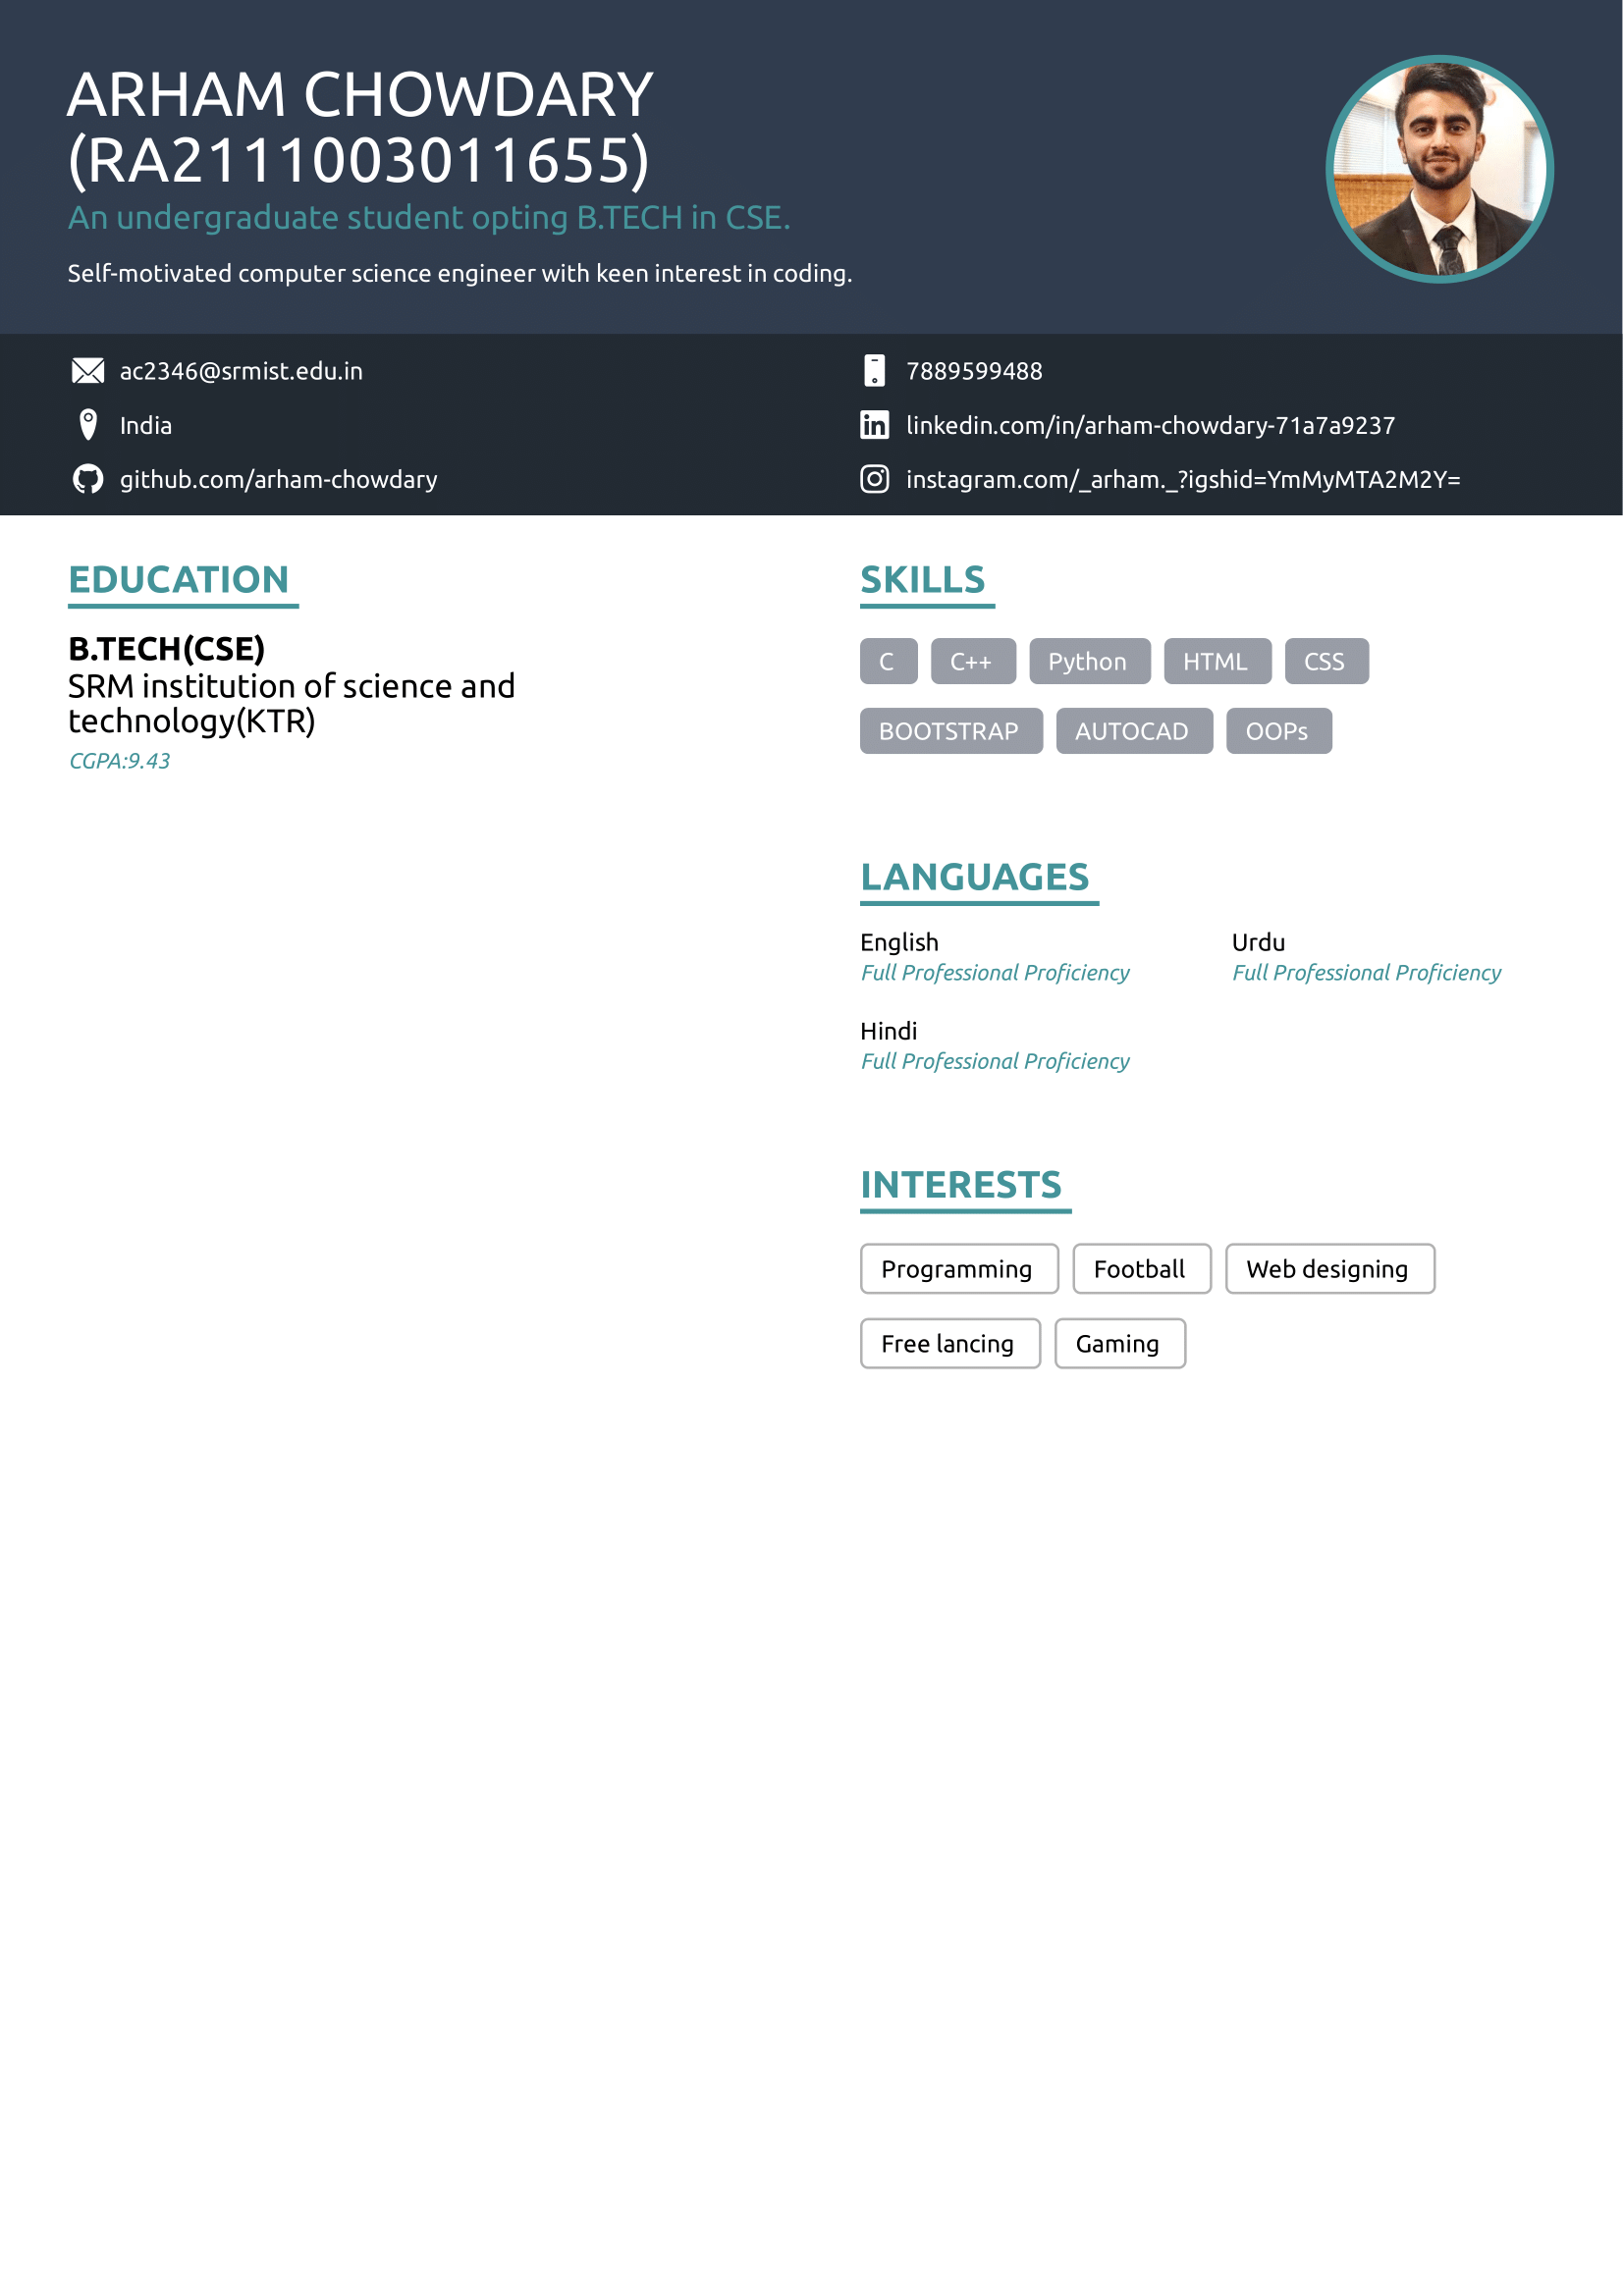 ARHAM CHOWDARY
(RA2111003011655)
An undergraduate student opting B.TECH in CSE.
Self-motivated computer science engineer with keen interest in coding.
ac2346@srmist.edu.in
7889599488
India
linkedin.com/in/arham-chowdary-71a7a9237
github.com/arham-chowdary
instagram.com/_arham._?igshid=YmMyMTA2M2Y=
EDUCATION
B.TECH(CSE)
SRM institution of science and
technology(KTR)
CGPA:9.43
SKILLS
C C++ Python HTML CSS
BOOTSTRAP AUTOCAD OOPs
LANGUAGES
English Urdu
Full Professional Proficiency Full Professional Proficiency
Hindi
Full Professional Proficiency
INTERESTS
Programming Football Web designing
Free lancing Gaming